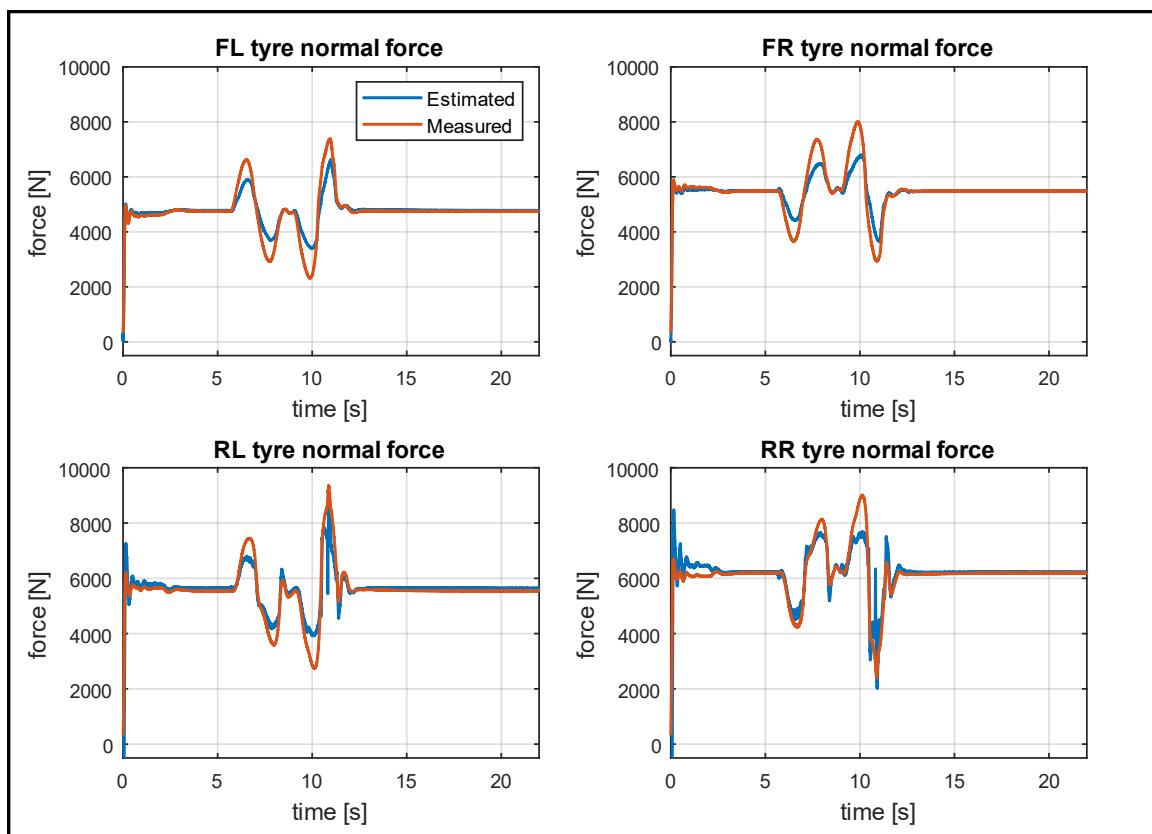 FL tyre normal force
10000
8000
6000
4000
2000
0
force [N]
Estimated
Measured
0 5 10 15 20
time [s]
FR tyre normal force
10000
8000
6000
4000
2000
0
force [N]
0 5 10 15 20
time [s]
RL tyre normal force
10000
8000
6000
4000
2000
0
force [N]
0 5 10 15 20
time [s]
RR tyre normal force
10000
8000
6000
4000
2000
0
force [N]
0 5 10 15 20
time [s]